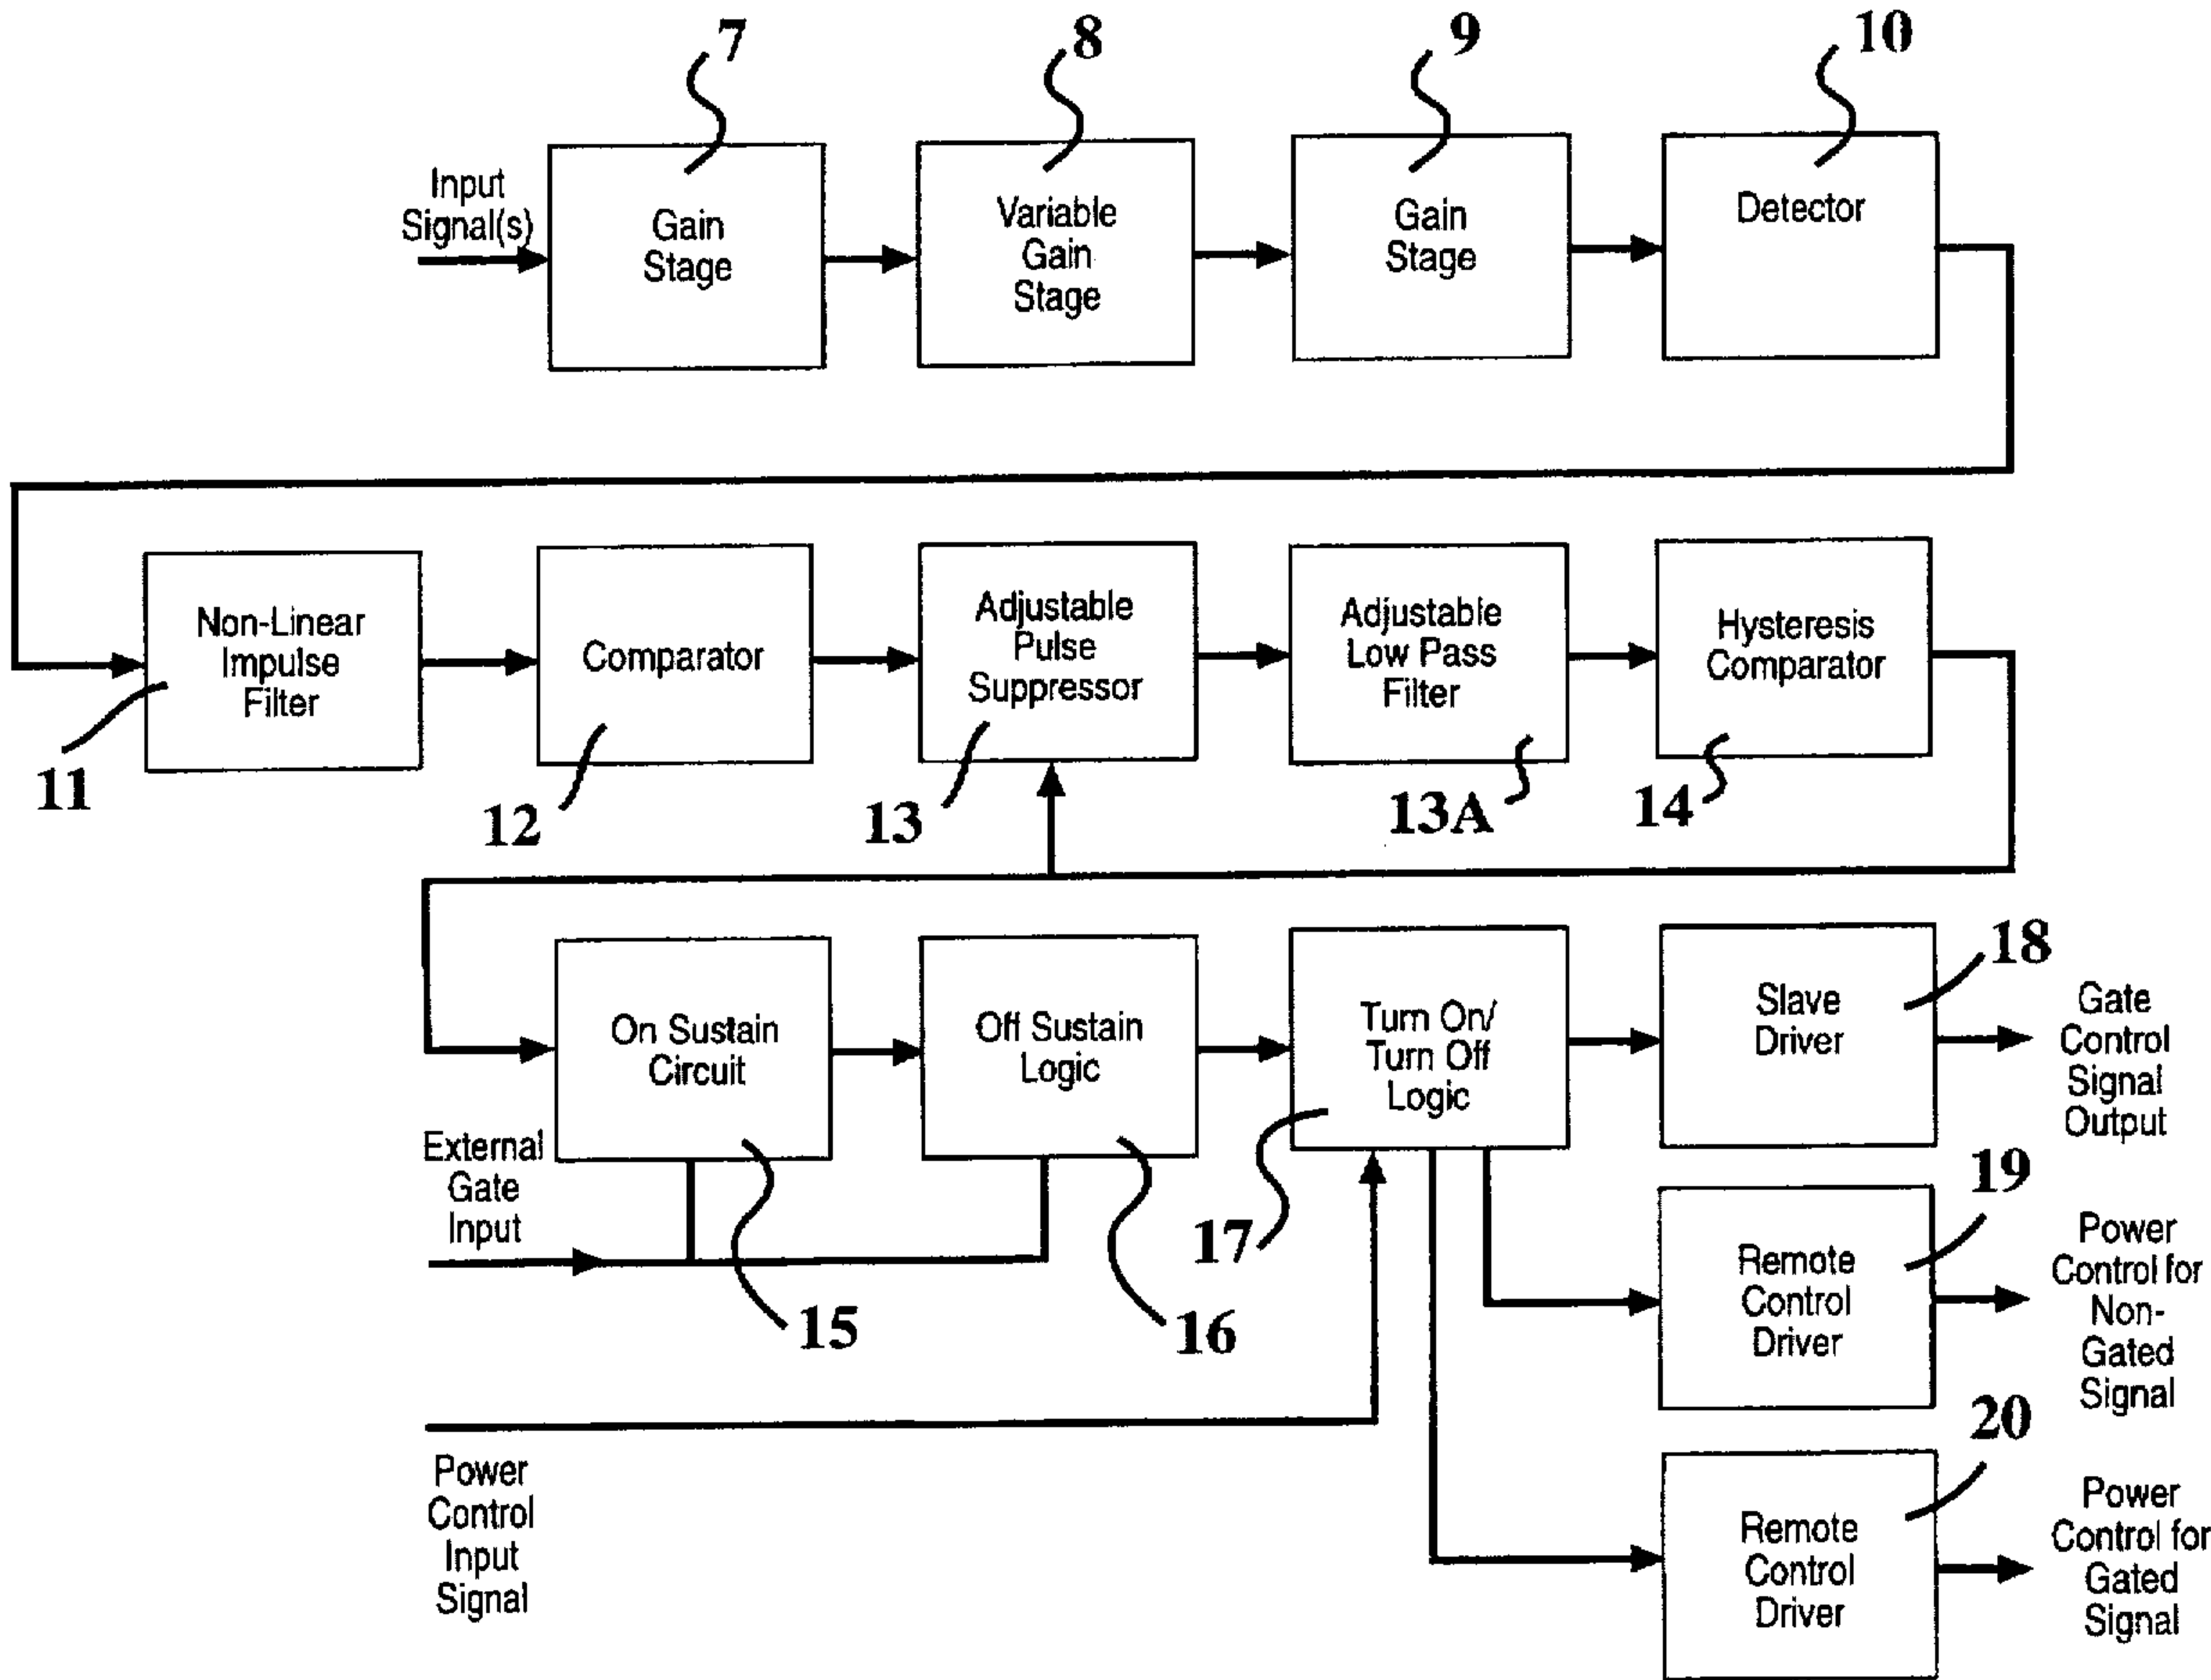 7
8
9
10
Input
Signal(s)
Gain
Stage
Variable
Gain
Stage
Gain
Stage
Detector
Non-Linear
Impulse
Filter
Comparator
Adjustable
Pulse
Suppressor
Adjustable
Low Pass
Filter
Hysteresis
Comparator
11
12
13
13A
14
On Sustain
Circuit
Off Sustain
Logic
Turn On/
Turn Off
Logic
Slave
Driver
18
Gate
Control
Signal
Output
External
Gate
Input
15
16
17
Remote
Control
Driver
19
Power
Control for
Non-
Gated
Signal
Power
Control
Input
Signal
Remote
Control
Driver
20
Power
Control for
Gated
Signal